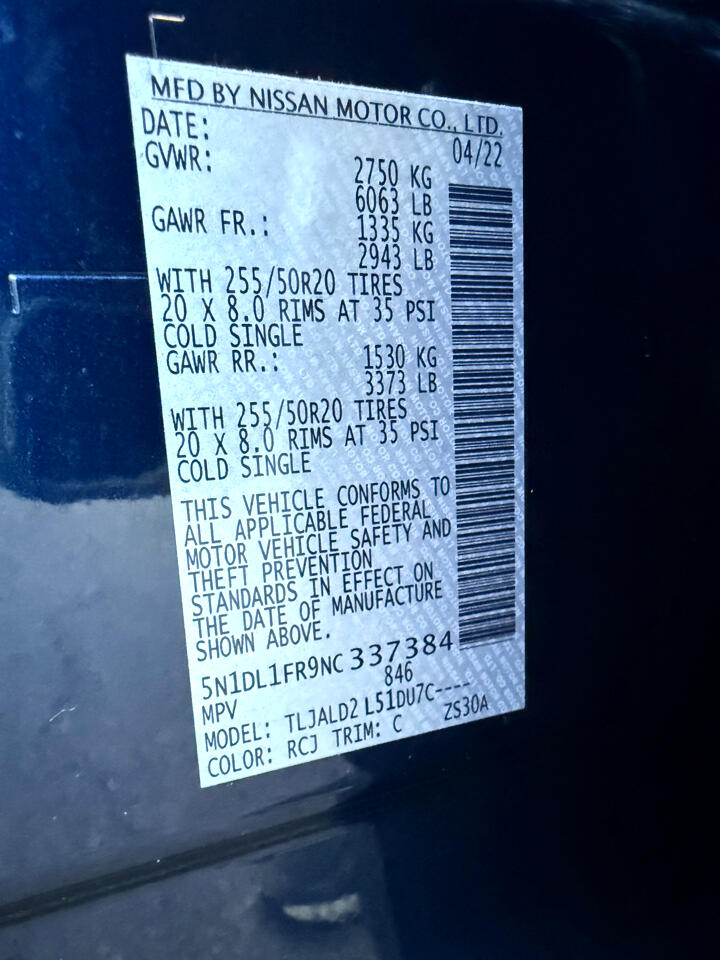 MFD BY NISSAN MOTOR CO., LTD.
DATE: 04/22
GVWR: 2750 KG
6063 LB
GAWR FR.: 1335 KG
2943 LB
WITH 255/50R20 TIRES
20 X 8.0 RIMS AT 35 PSI
COLD SINGLE
GAWR RR.: 1530 KG
3373 LB
WITH 255/50R20 TIRES
20 X 8.0 RIMS AT 35 PSI
COLD SINGLE
THIS VEHICLE CONFORMS TO
ALL APPLICABLE FEDERAL
MOTOR VEHICLE SAFETY AND
THEFT PREVENTION
STANDARDS IN EFFECT ON
THE DATE OF MANUFACTURE
SHOWN ABOVE.
5N1DL1FR9NC 337384
MPV 846
MODEL: TLJALD2 L51DU7C----
COLOR: RCJ TRIM: C ZS30A